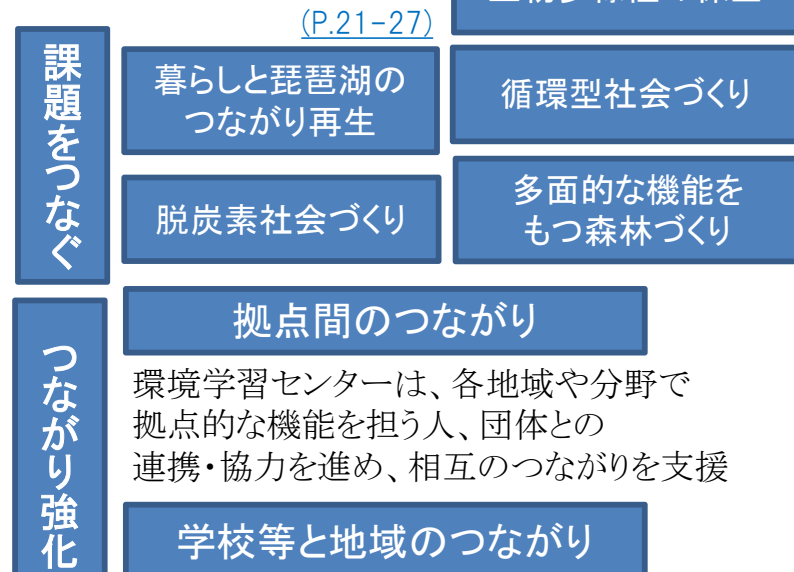 (P.21-27)
課題をつなぐ
暮らしと琵琶湖の
つながり再生
循環型社会づくり
脱炭素社会づくり
多面的な機能を
もつ森林づくり
つながり強化
拠点間のつながり
環境学習センターは、各地域や分野で
拠点的な機能を担う人、団体との
連携・協力を進め、相互のつながりを支援
学校等と地域のつながり